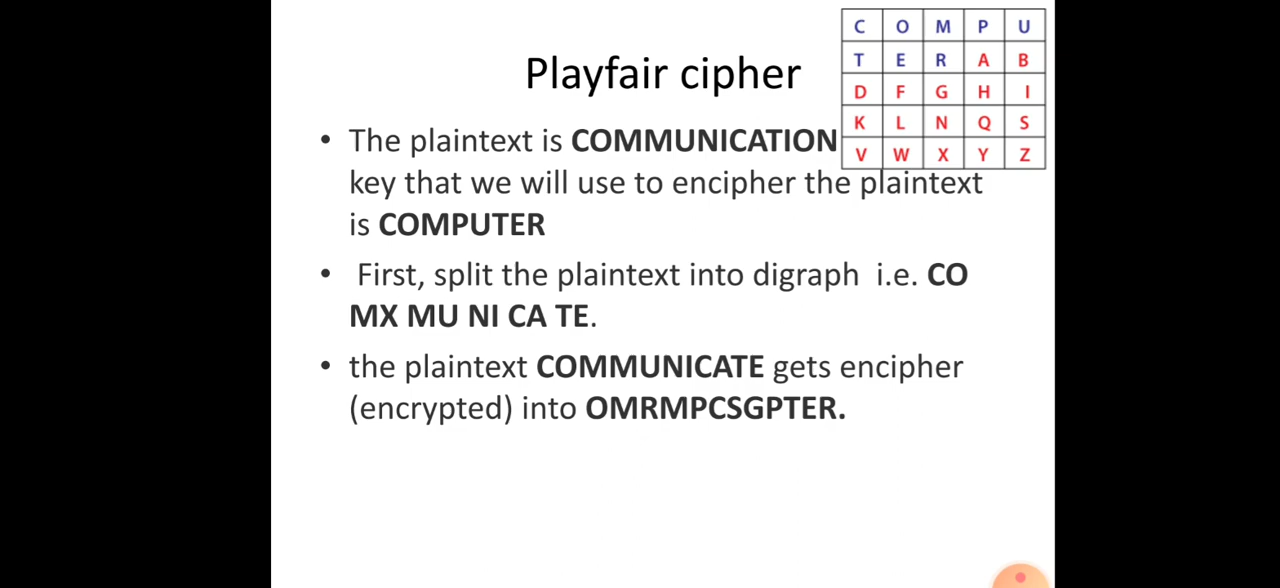 Playfair cipher
C O M P U
T E R A B
D F G H I
K L N Q S
V W X Y Z
• The plaintext is COMMUNICATION
key that we will use to encipher the plaintext
is COMPUTER
• First, split the plaintext into digraph i.e. CO
MX MU NI CA TE.
• the plaintext COMMUNICATE gets encipher
(encrypted) into OMRMPCSGPTER.